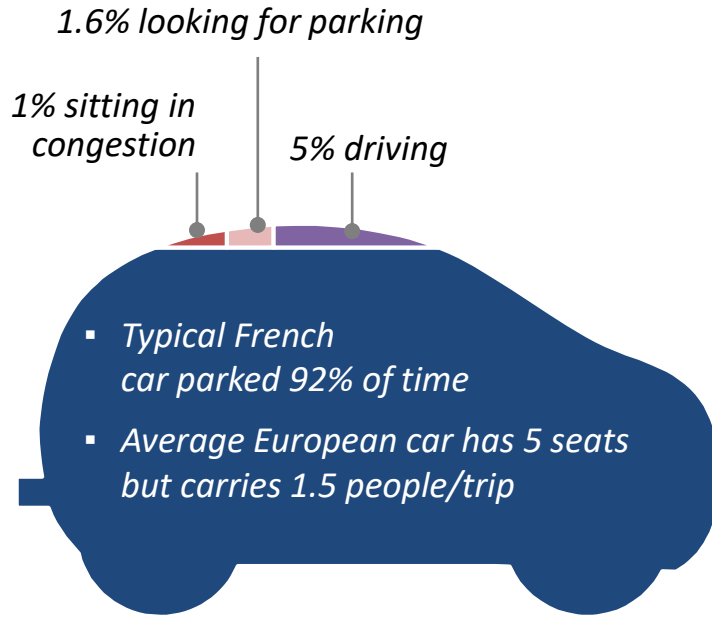 1.6% looking for parking
1% sitting in
congestion
5% driving
▪ Typical French
car parked 92% of time
▪ Average European car has 5 seats
but carries 1.5 people/trip